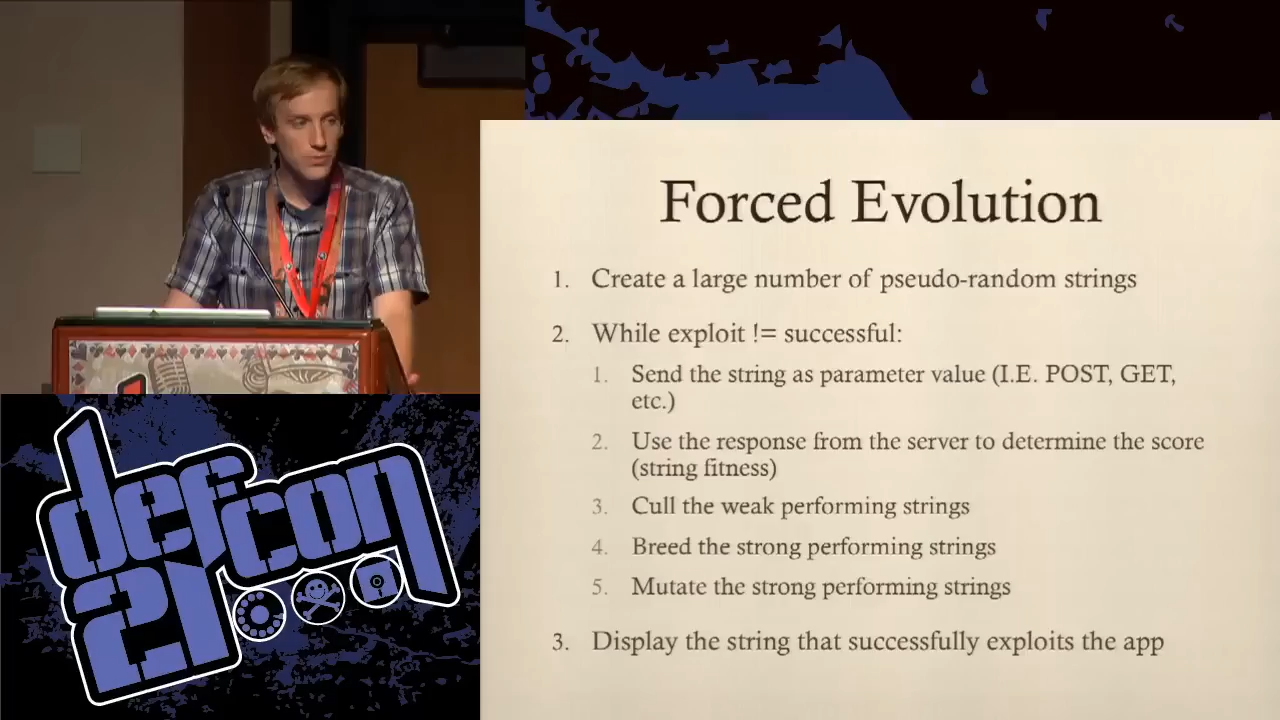 Forced Evolution
1. Create a large number of pseudo-random strings
2. While exploit != successful:
1. Send the string as parameter value (I.E. POST, GET,
etc.)
2. Use the response from the server to determine the score
(string fitness)
3. Cull the weak performing strings
4. Breed the strong performing strings
5. Mutate the strong performing strings
3. Display the string that successfully exploits the app
defcon
21